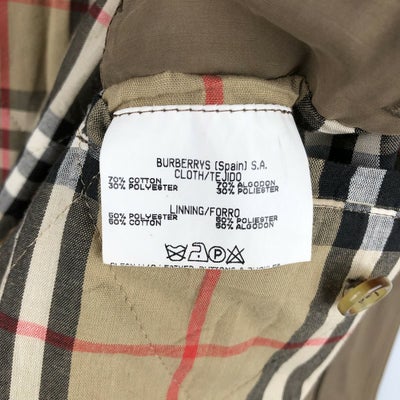 BURBERRYS (Spain) S.A.
CLOTH/TEJIDO
70% COTTON 70% ALGODON
30% POLIESTER 30% POLIESTER
LINNING/FORRO
50% POLYESTER 50% POLIESTER
50% COTTON 50% ALGODON